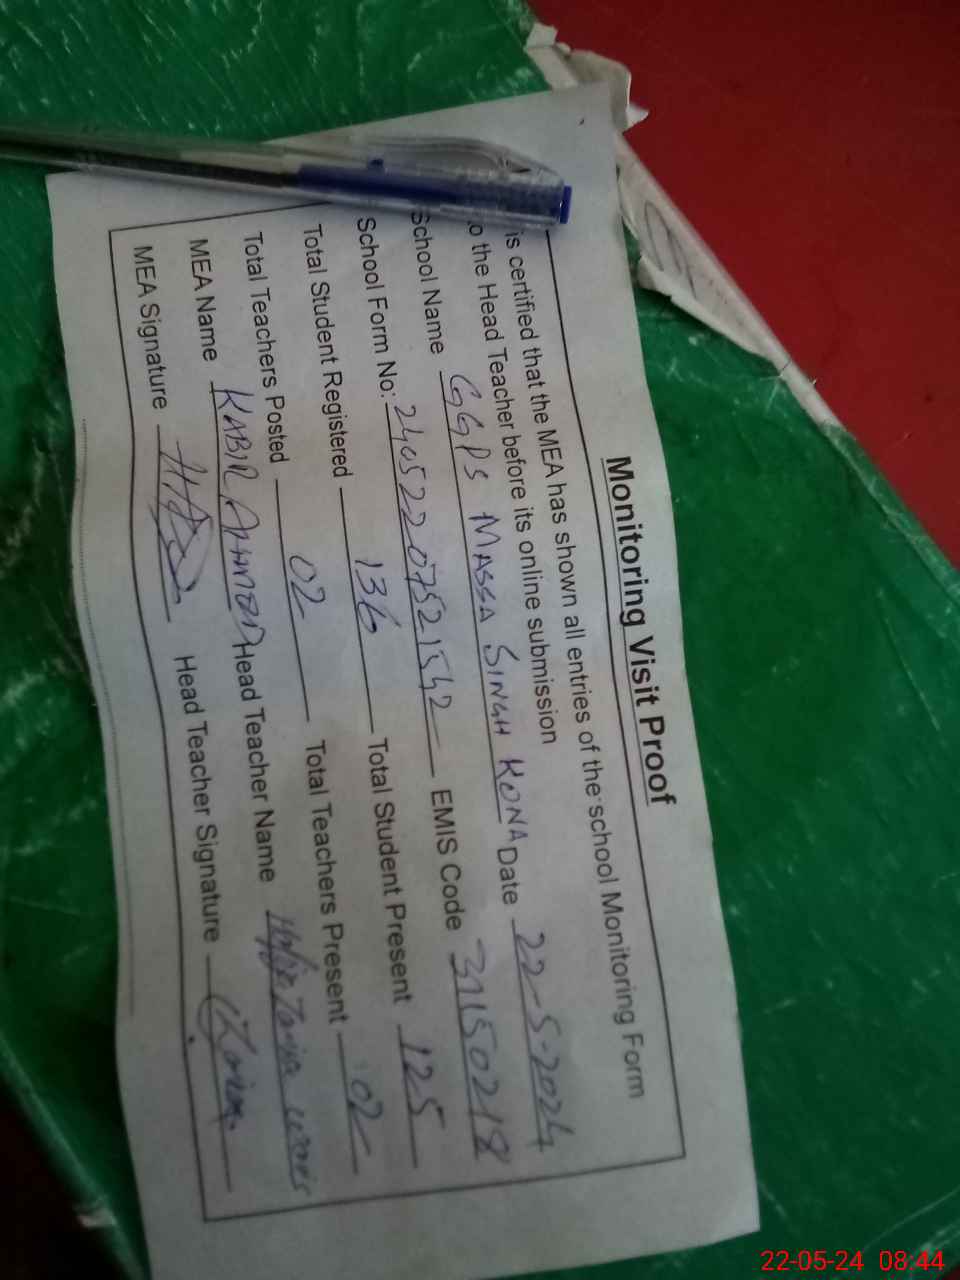 Monitoring Visit Proof
is certified that the MEA has shown all entries of the school Monitoring Form
to the Head Teacher before its online submission
School Name GGPS MASSA SINGH KONA Date 22-5-2024
School Form No: 24052207521542 EMIS Code 31150218
Total Student Registered 136 Total Student Present 125
Total Teachers Posted 02 Total Teachers Present 02
MEA Name KABIR AHMED Head Teacher Name
MEA Signature Head Teacher Signature
22-05-24 08:44